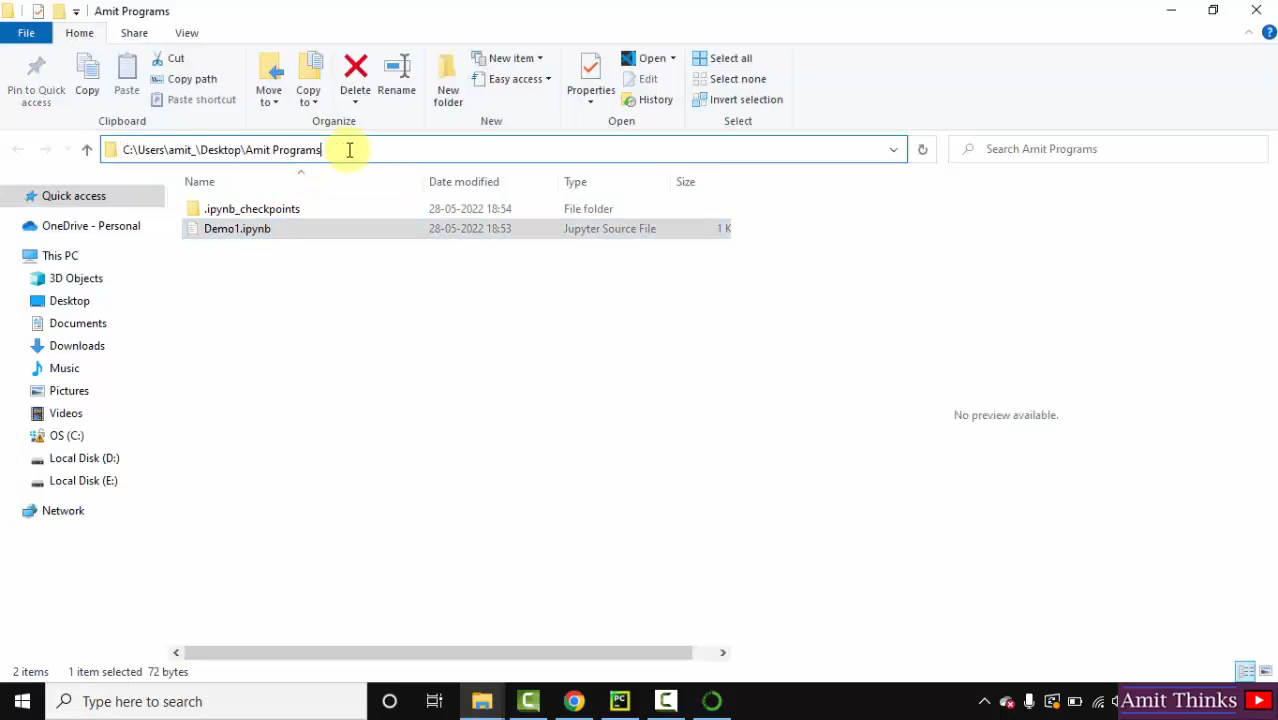 Amit Programs
File
Home
Share
View
Pin to Quick access
Copy
Paste
Cut
Copy path
Paste shortcut
Clipboard
Move to
Copy to
Delete
Rename
Organize
New folder
New item
Easy access
New
Properties
Open
Edit
History
Open
Select all
Select none
Invert selection
Select
C:\Users\amit_\Desktop\Amit Programs
Search Amit Programs
Name
Date modified
Type
Size
.ipynb_checkpoints
28-05-2022 18:54
File folder
Demo1.ipynb
28-05-2022 18:53
Jupyter Source File
1 K
Quick access
OneDrive - Personal
This PC
3D Objects
Desktop
Documents
Downloads
Music
Pictures
Videos
OS (C:)
Local Disk (D:)
Local Disk (E:)
Network
No preview available.
2 items
1 item selected 72 bytes
Type here to search
PC
Amit Thinks